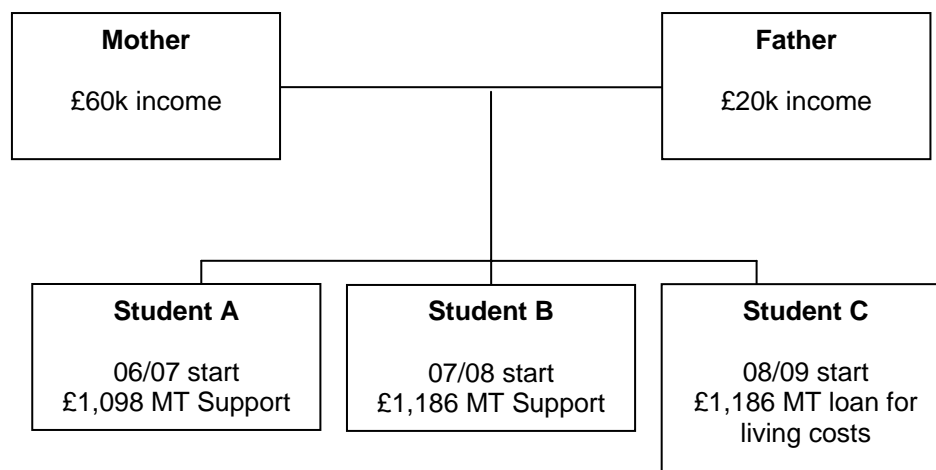 Mother
£60k income
Father
£20k income
Student A
06/07 start
£1,098 MT Support
Student B
07/08 start
£1,186 MT Support
Student C
08/09 start
£1,186 MT loan for
living costs